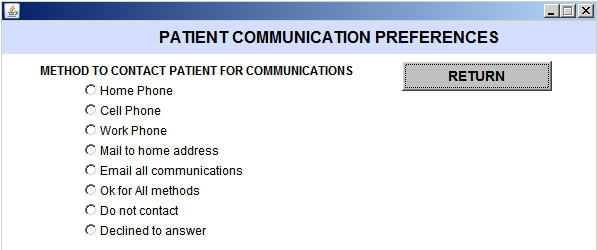 PATIENT COMMUNICATION PREFERENCES
METHOD TO CONTACT PATIENT FOR COMMUNICATIONS
RETURN
Home Phone
Cell Phone
Work Phone
Mail to home address
Email all communications
Ok for All methods
Do not contact
Declined to answer